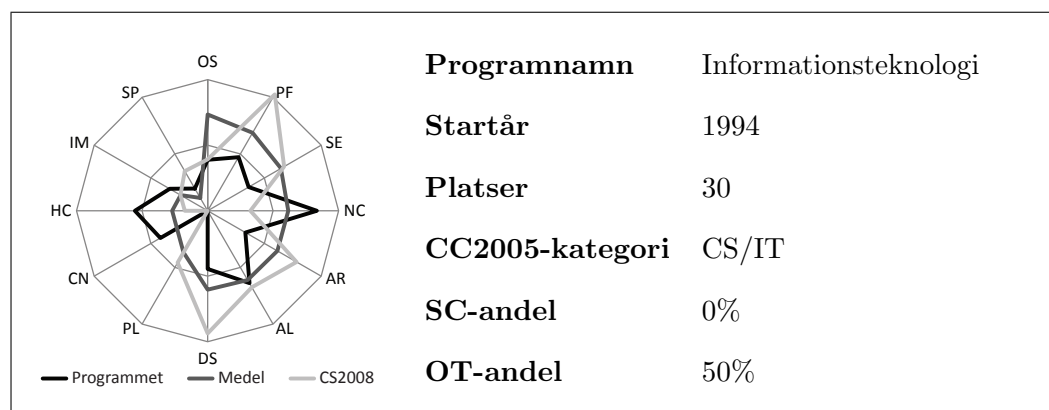 OS
SP
PF
IM
SE
HC
NC
CN
AR
PL
AL
DS
Programmet Medel CS2008
Programnamn Informationsteknologi
Startår 1994
Platser 30
CC2005-kategori CS/IT
SC-andel 0%
OT-andel 50%